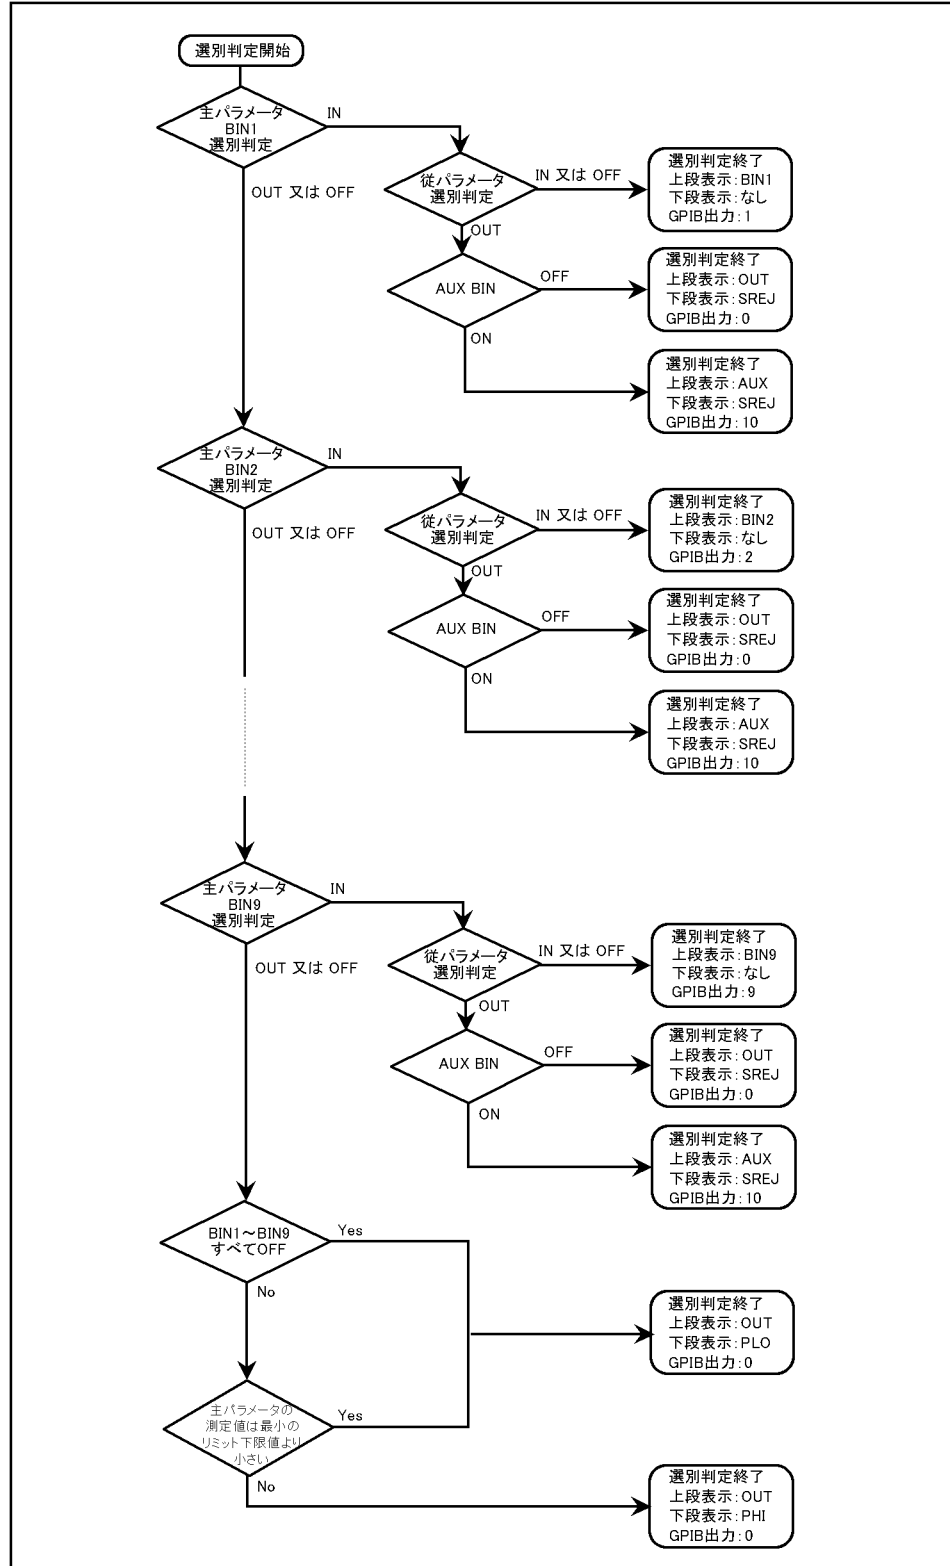 選別判定開始
主パラメータ
BIN1
選別判定
IN
OUT 又は OFF
従パラメータ
選別判定
IN 又は OFF
選別判定終了
上段表示:BIN1
下段表示:なし
GPIB出力:1
OUT
AUX BIN
OFF
選別判定終了
上段表示:OUT
下段表示:SREJ
GPIB出力:0
ON
選別判定終了
上段表示:AUX
下段表示:SREJ
GPIB出力:10
主パラメータ
BIN2
選別判定
IN
OUT 又は OFF
従パラメータ
選別判定
IN 又は OFF
選別判定終了
上段表示:BIN2
下段表示:なし
GPIB出力:2
OUT
AUX BIN
OFF
選別判定終了
上段表示:OUT
下段表示:SREJ
GPIB出力:0
ON
選別判定終了
上段表示:AUX
下段表示:SREJ
GPIB出力:10
主パラメータ
BIN9
選別判定
IN
OUT 又は OFF
従パラメータ
選別判定
IN 又は OFF
選別判定終了
上段表示:BIN9
下段表示:なし
GPIB出力:9
OUT
AUX BIN
OFF
選別判定終了
上段表示:OUT
下段表示:SREJ
GPIB出力:0
ON
選別判定終了
上段表示:AUX
下段表示:SREJ
GPIB出力:10
BIN1～BIN9
すべてOFF
Yes
No
選別判定終了
上段表示:OUT
下段表示:PLO
GPIB出力:0
主パラメータの
測定値は最小の
リミット下限値より
小さい
Yes
No
選別判定終了
上段表示:OUT
下段表示:PHI
GPIB出力:0